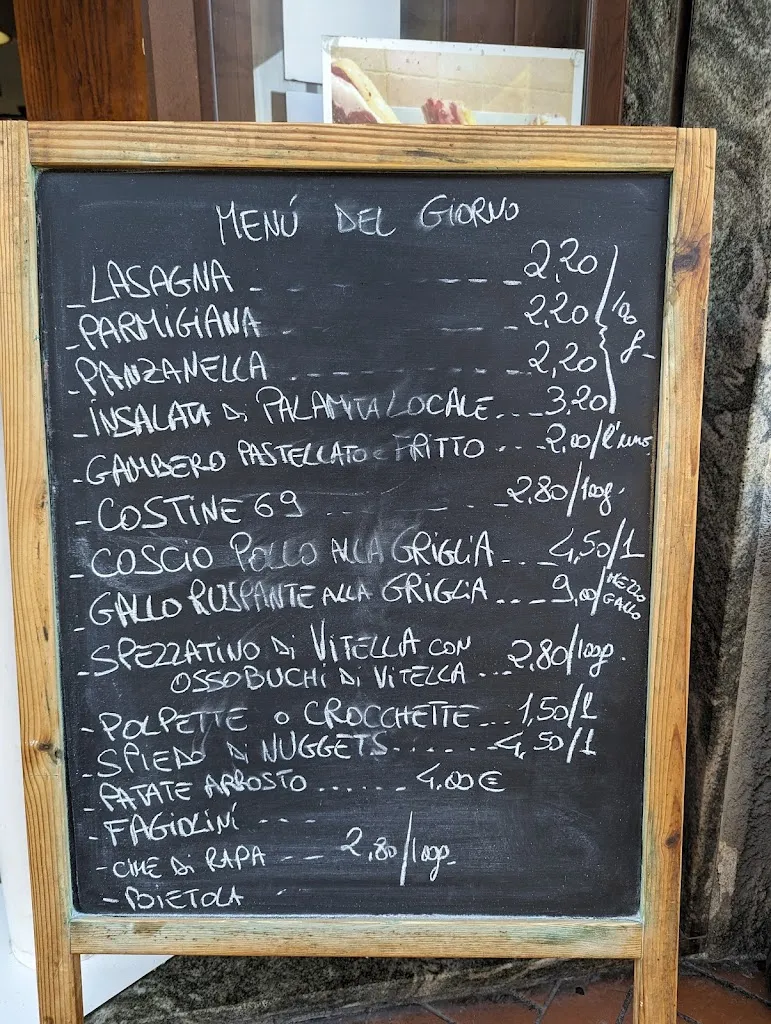 MENÚ DEL GIORNO
- LASAGNA - - - - - 2,20
- PARMIGIANA - - - - 2,20
- PANZANELLA - - - - - - - - 2,20
100 g
- INSALATA DI PALAMITA LOCALE... 3,20
- GAMBERO PASTELLATO e FRITTO - - - 2,00/l'uno
- COSTINE 69 - - - - - - - 2,80/100g.
- COSCIO POLLO ALLA GRIGLIA - - - 4,50/1
- GALLO RUSPANTE ALLA GRIGLIA - - - 9,00/MEZZO GALLO
- SPEZZATINO DI VITELLA CON
OSSOBUCHI DI VITELLA - - - 2,80/100g.
- POLPETTE O CROCCHETTE... 1,50/1
- SPIEDO DI NUGGETS....... 4,50/1
- PATATE ARROSTO ...... 4,00 €
- FAGIOLINI - - -
- CIME DI RAPA - - - 2,80/100g
- BIETOLA -